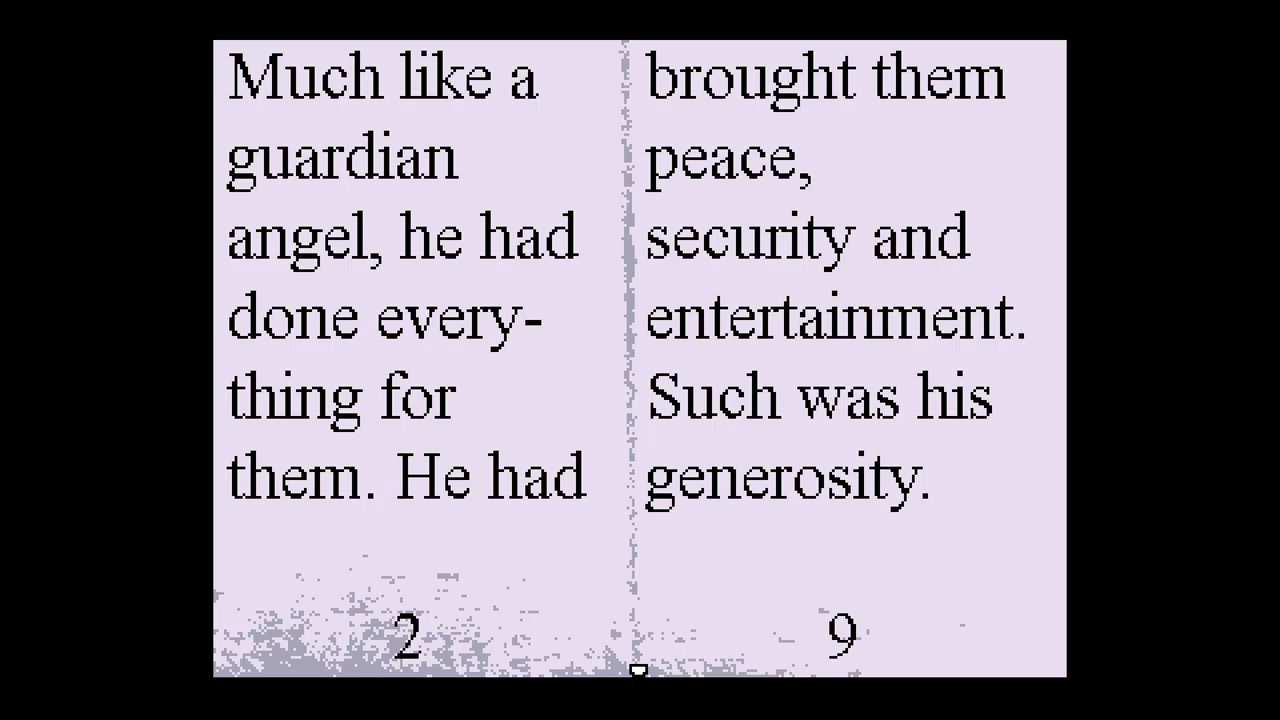 Much like a
guardian
angel, he had
done every-
thing for
them. He had
2
brought them
peace,
security and
entertainment.
Such was his
generosity.
9